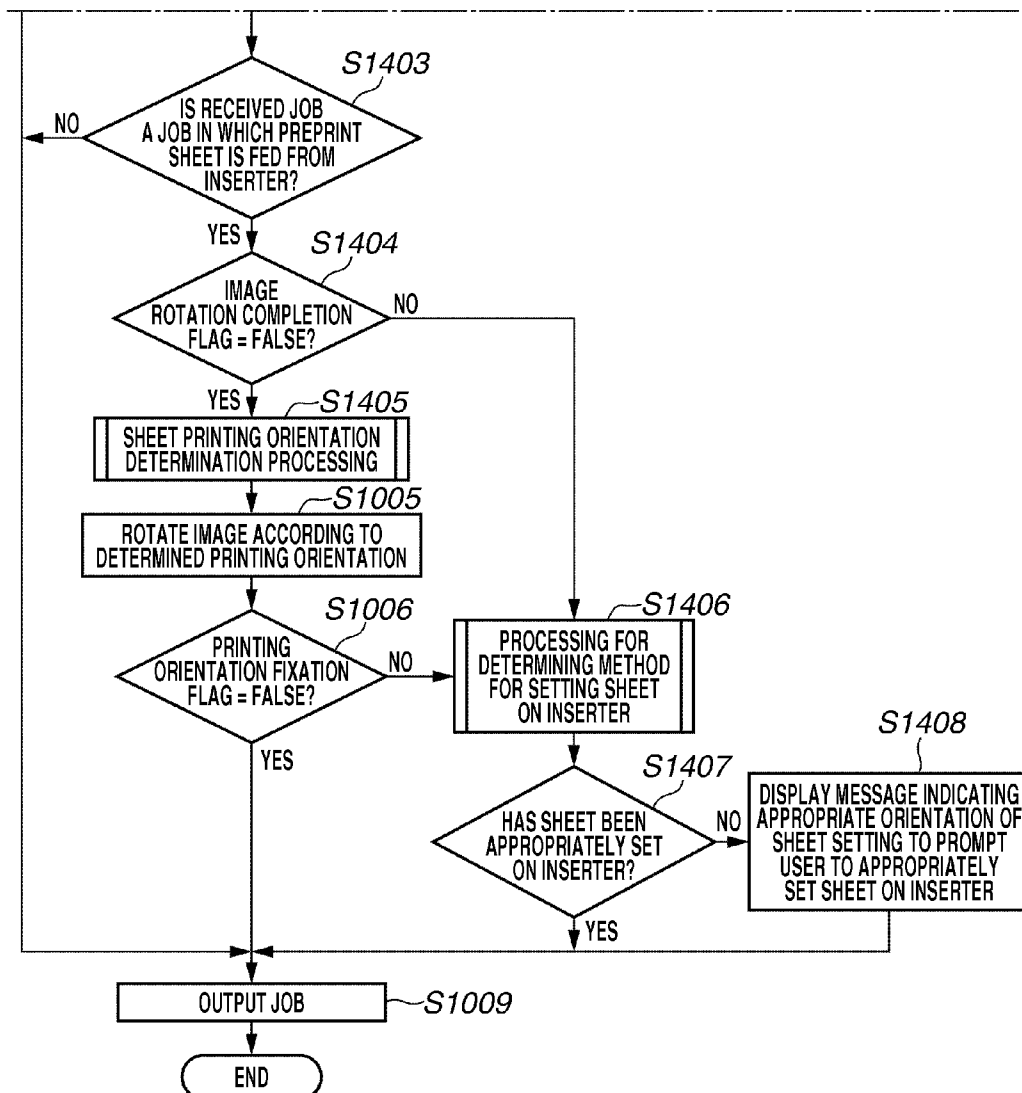 S1403
IS RECEIVED JOB
A JOB IN WHICH PREPRINT
SHEET IS FED FROM
INSERTER?
NO
YES
S1404
IMAGE
ROTATION COMPLETION
FLAG = FALSE?
NO
YES
S1405
SHEET PRINTING ORIENTATION
DETERMINATION PROCESSING
S1005
ROTATE IMAGE ACCORDING TO
DETERMINED PRINTING ORIENTATION
S1006
PRINTING
ORIENTATION FIXATION
FLAG = FALSE?
NO
YES
S1406
PROCESSING FOR
DETERMINING METHOD
FOR SETTING SHEET
ON INSERTER
S1407
HAS SHEET BEEN
APPROPRIATELY SET
ON INSERTER?
NO
YES
S1408
DISPLAY MESSAGE INDICATING
APPROPRIATE ORIENTATION OF
SHEET SETTING TO PROMPT
USER TO APPROPRIATELY
SET SHEET ON INSERTER
OUTPUT JOB
S1009
END